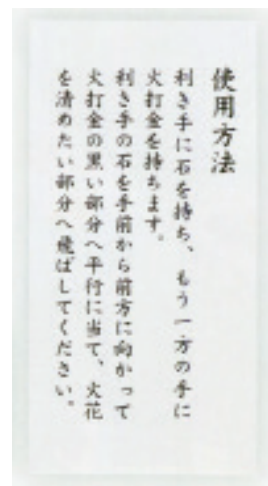 使用方法
利き手に石を持ち、もう一方の手に
火打金を持ちます。
利き手の石を手前から前方に向かって
火打金の黒い部分へ平行に当て、火花
を清めたい部分へ飛ばしてください。